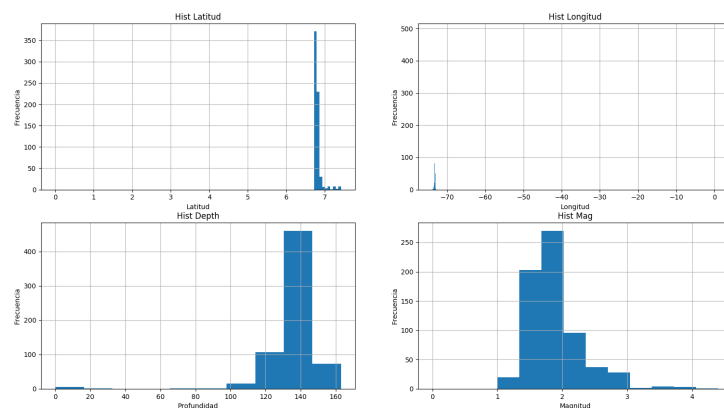 Hist Latitud
Frecuencia
350
300
250
200
150
100
50
0
0 1 2 3 4 5 6 7
Latitud
Hist Longitud
Frecuencia
500
400
300
200
100
0
−70 −60 −50 −40 −30 −20 −10 0
Longitud
Hist Depth
Frecuencia
400
300
200
100
0
0 20 40 60 80 100 120 140 160
Profundidad
Hist Mag
Frecuencia
250
200
150
100
50
0
0 1 2 3 4
Magnitud